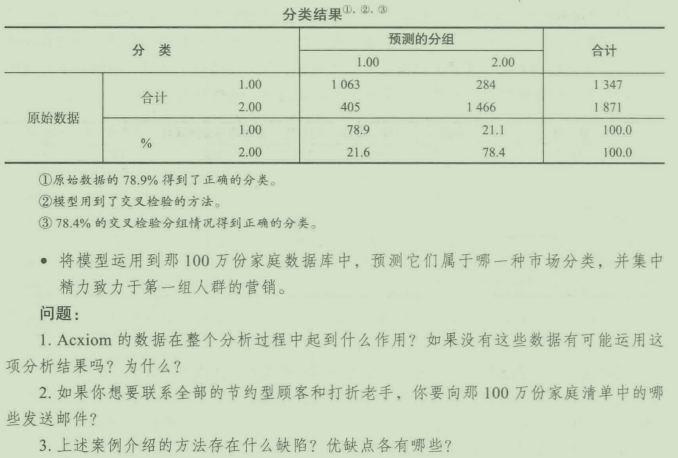 分类结果①, ②, ③
分 类 预测的分组 合计
1.00 2.00
原始数据 合计 1.00 1 063 284 1 347
2.00 405 1 466 1 871
% 1.00 78.9 21.1 100.0
2.00 21.6 78.4 100.0
①原始数据的 78.9% 得到了正确的分类。
②模型用到了交叉检验的方法。
③ 78.4% 的交叉检验分组情况得到正确的分类。
• 将模型运用到那 100 万份家庭数据库中，预测它们属于哪一种市场分类，并集中
精力致力于第一组人群的营销。
问题：
1. Acxiom 的数据在整个分析过程中起到什么作用？如果没有这些数据有可能运用这
项分析结果吗？为什么？
2. 如果你想要联系全部的节约型顾客和打折老手，你要向那 100 万份家庭清单中的哪
些发送邮件？
3. 上述案例介绍的方法存在什么缺陷？优缺点各有哪些？